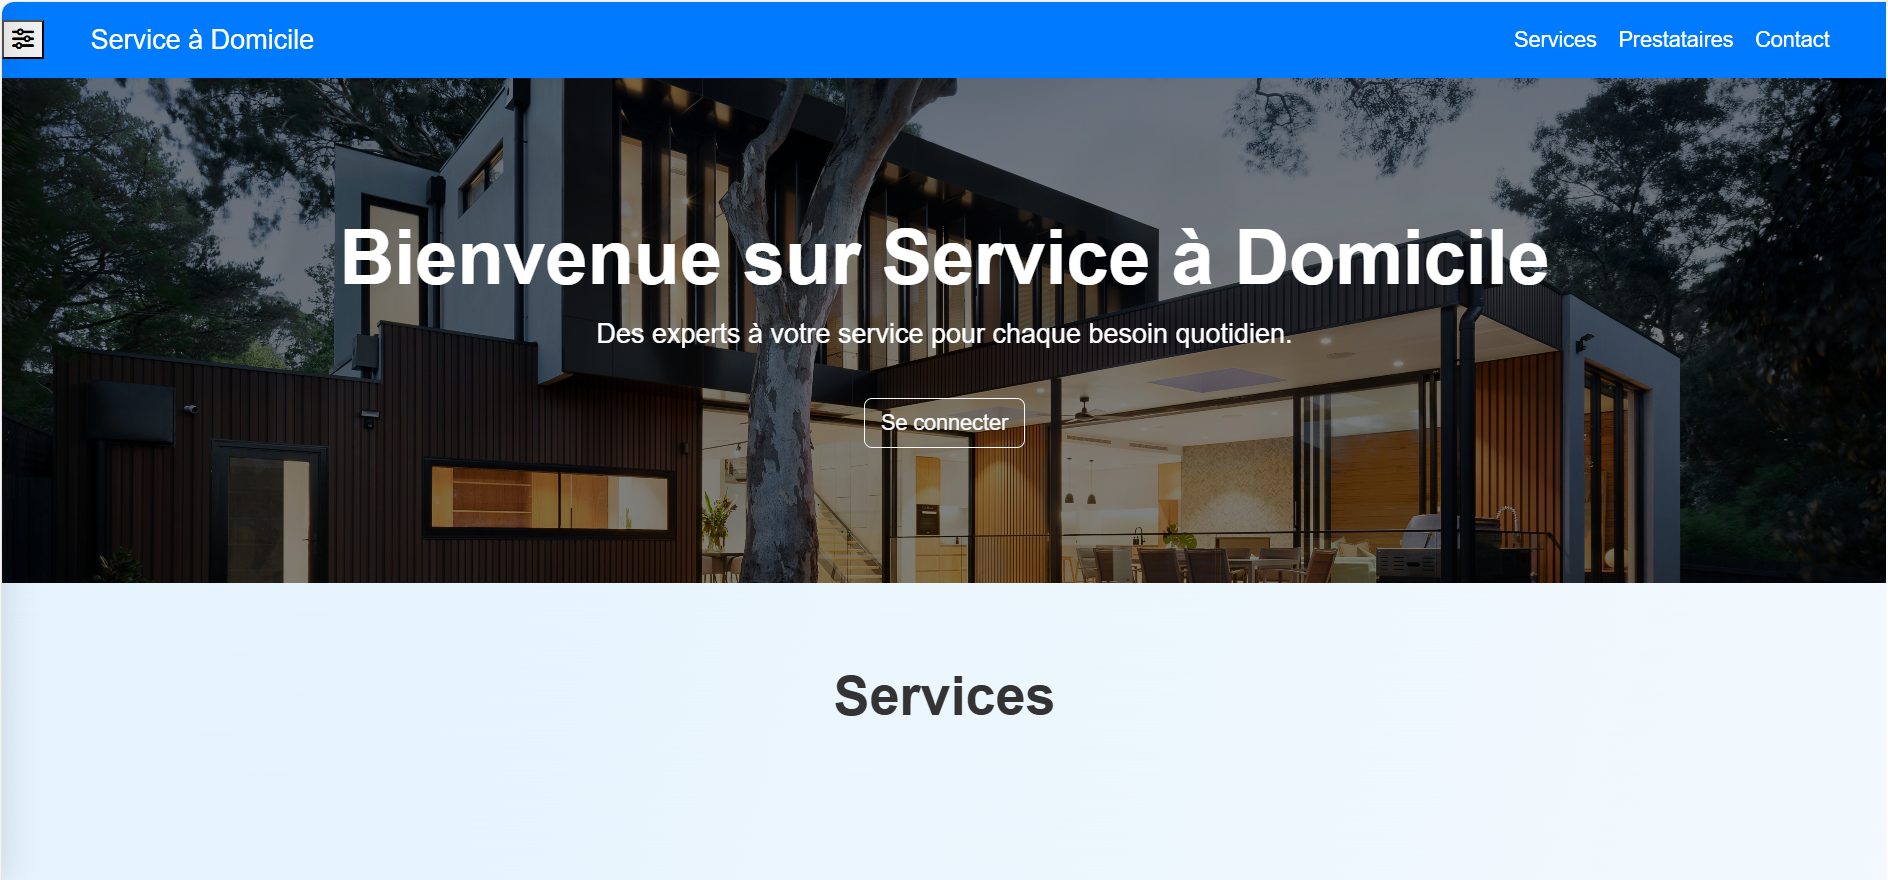 Service à Domicile
Services Prestataires Contact
Bienvenue sur Service à Domicile
Des experts à votre service pour chaque besoin quotidien.
Se connecter
Services